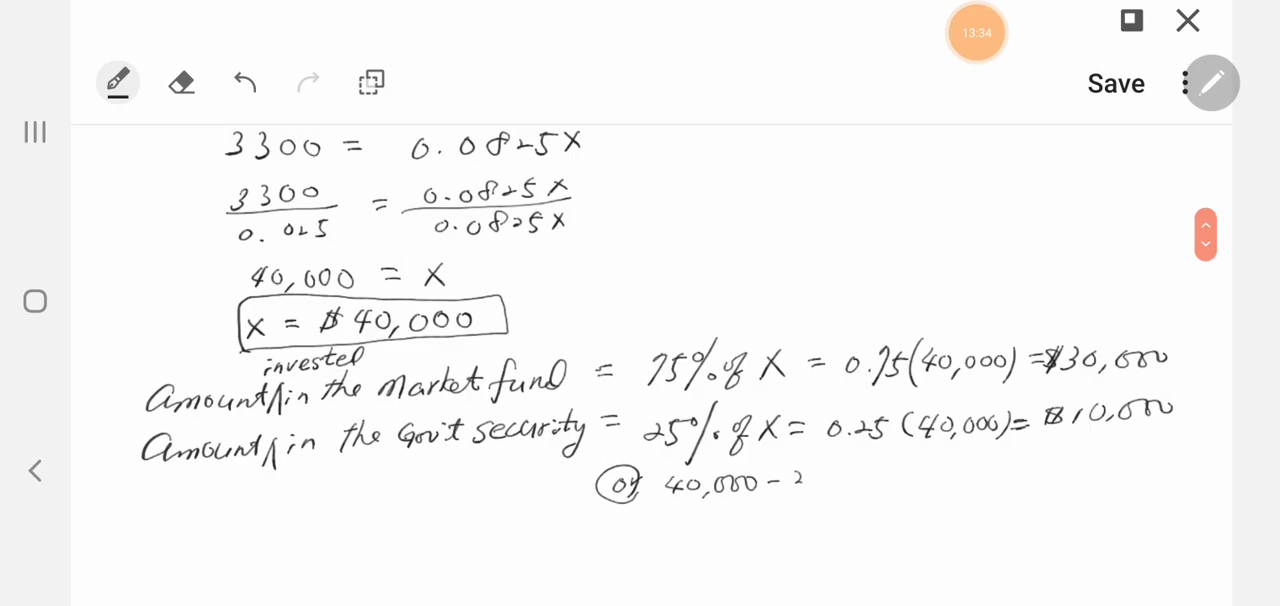 13:34
Save
3300 = 0.0825X
3300/0.025 = 0.0825X/0.0825X
40,000 = X
X = $40,000
invested
Amount/in the market fund = 75% of X = 0.75(40,000) = $30,000
Amount/in the Gov't security = 25% of X = 0.25 (40,000) = $10,000
or 40,000 -